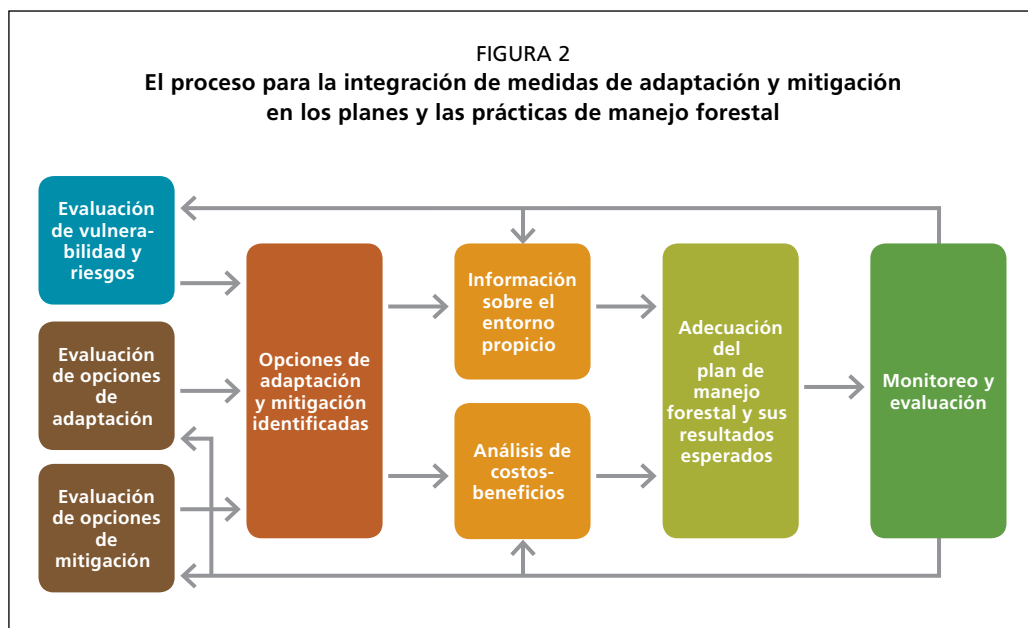 FIGURA 2
El proceso para la integración de medidas de adaptación y mitigación
en los planes y las prácticas de manejo forestal
Evaluación
de vulnera-
bilidad y
riesgos
Evaluación
de opciones
de
adaptación
Evaluación
de opciones
de
mitigación
Opciones de
adaptación
y mitigación
identificadas
Información
sobre el
entorno
propicio
Análisis de
costos-
beneficios
Adecuación
del
plan de
manejo
forestal y sus
resultados
esperados
Monitoreo y
evaluación